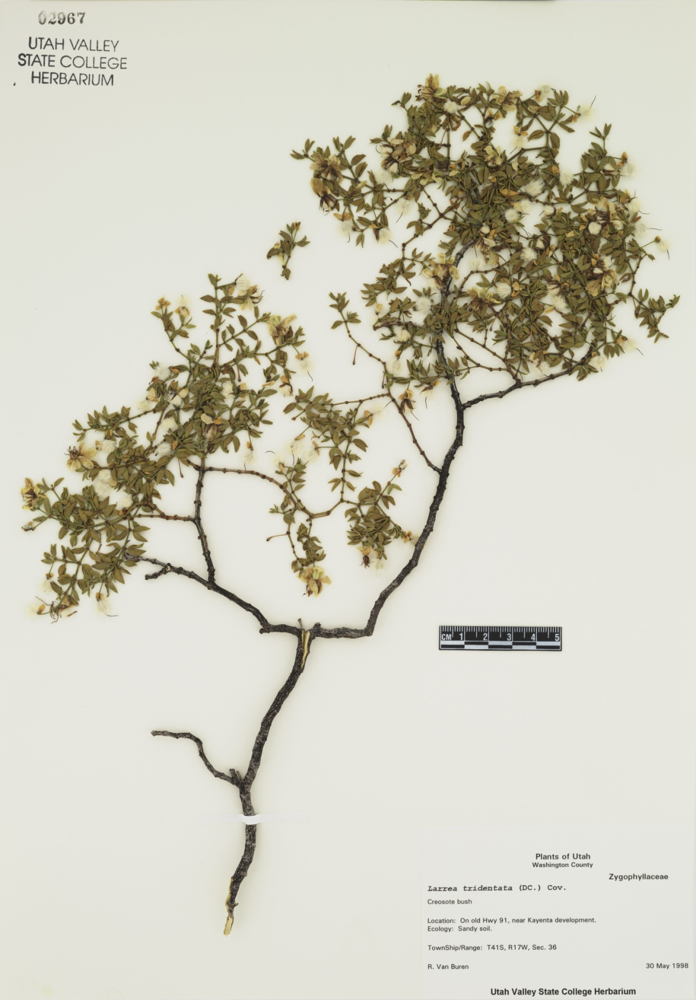 02967
UTAH VALLEY
STATE COLLEGE
HERBARIUM
CM 1 2 3 4 5
Plants of Utah
Washington County
Zygophyllaceae
Larrea tridentata (DC.) Cov.
Creosote bush
Location: On old Hwy 91, near Kayenta development.
Ecology: Sandy soil.
TownShip/Range: T41S, R17W, Sec. 36
R. Van Buren 30 May 1998
Utah Valley State College Herbarium